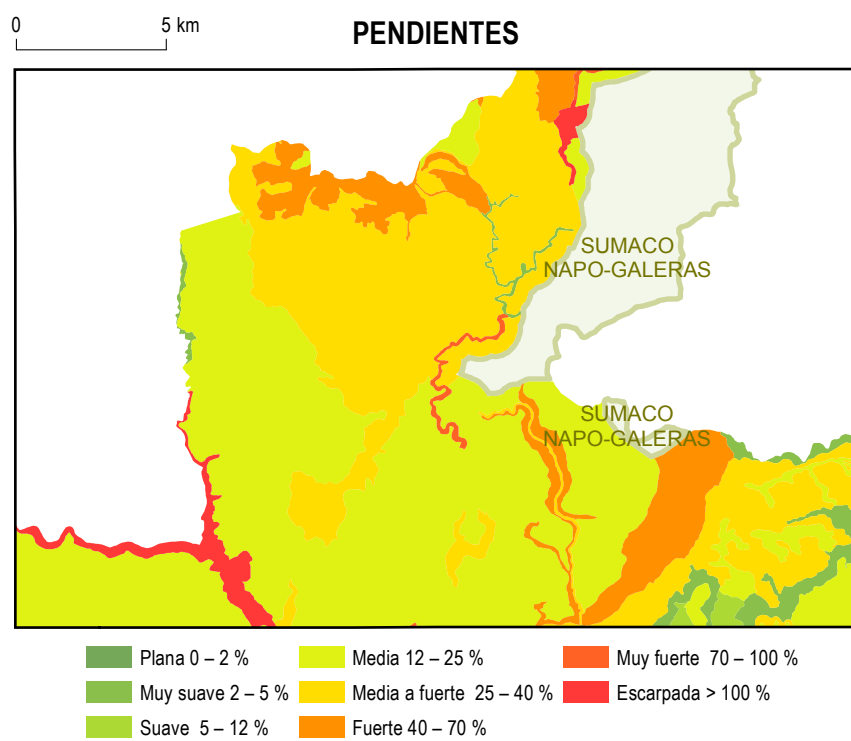 0 5 km
PENDIENTES
SUMACO
NAPO-GALERAS
SUMACO
NAPO-GALERAS
Plana 0 – 2 %
Muy suave 2 – 5 %
Suave 5 – 12 %
Media 12 – 25 %
Media a fuerte 25 – 40 %
Fuerte 40 – 70 %
Muy fuerte 70 – 100 %
Escarpada > 100 %